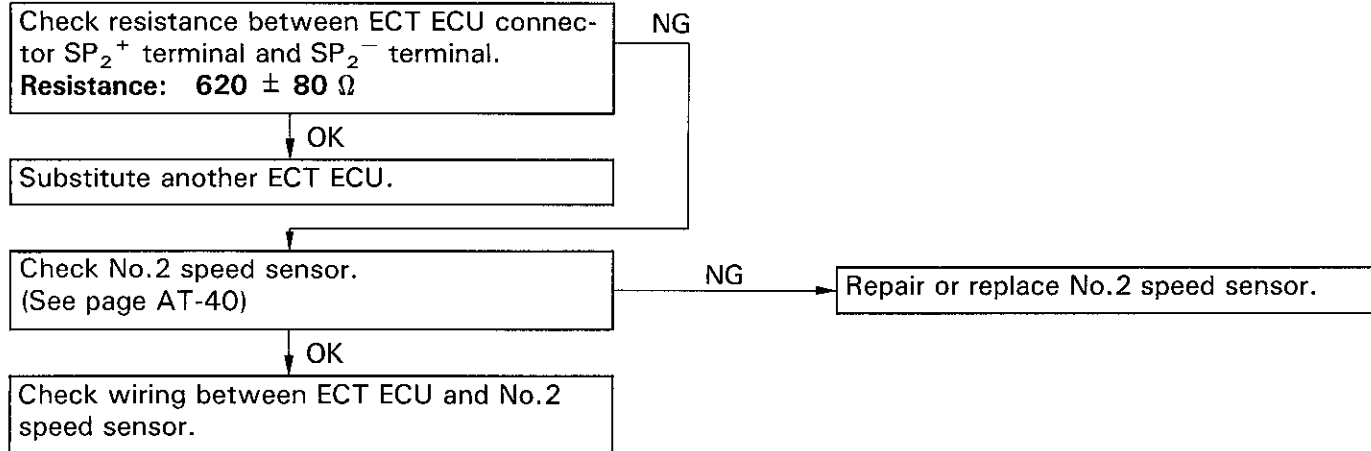 Check resistance between ECT ECU connec-
tor SP₂⁺ terminal and SP₂⁻ terminal.
Resistance: 620 ± 80 Ω
NG
OK
Substitute another ECT ECU.
Check No.2 speed sensor.
(See page AT-40)
NG
Repair or replace No.2 speed sensor.
OK
Check wiring between ECT ECU and No.2
speed sensor.